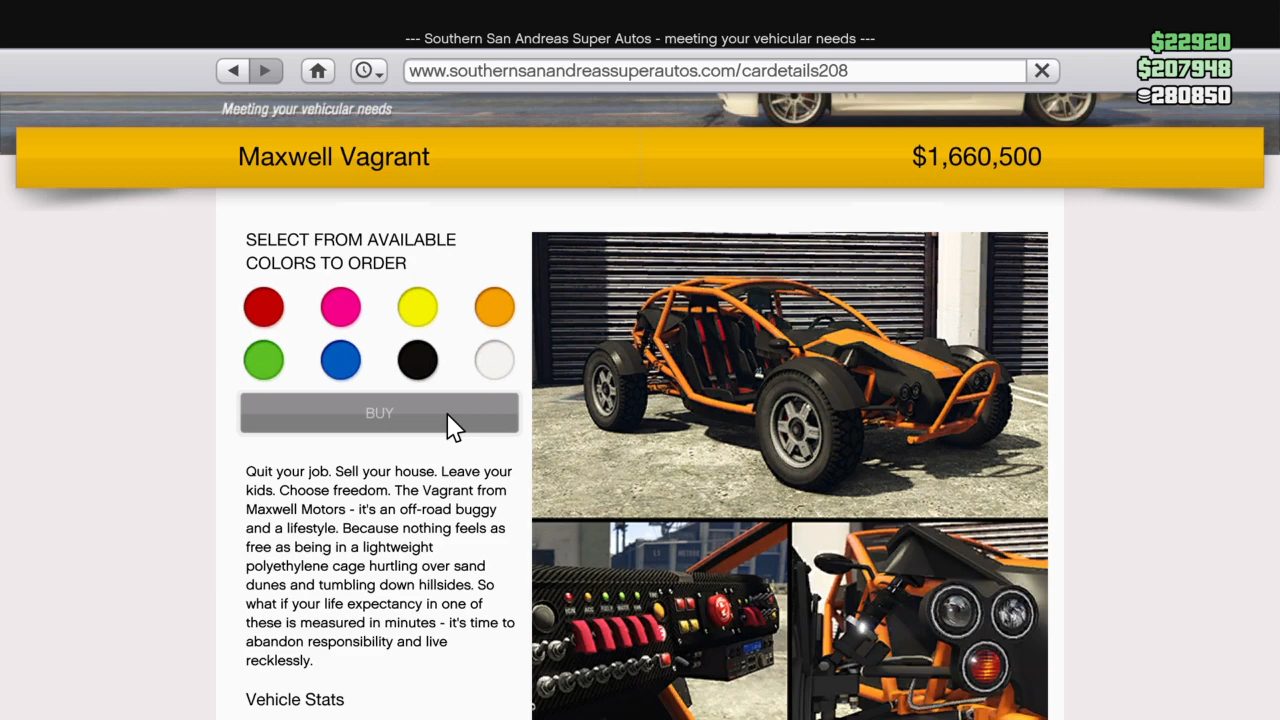 --- Southern San Andreas Super Autos - meeting your vehicular needs ---
$22920
www.southernsanandreassuperautos.com/cardetails208
$207948
280850
Meeting your vehicular needs
Maxwell Vagrant
$1,660,500
SELECT FROM AVAILABLE
COLORS TO ORDER
BUY
Quit your job. Sell your house. Leave your
kids. Choose freedom. The Vagrant from
Maxwell Motors - it's an off-road buggy
and a lifestyle. Because nothing feels as
free as being in a lightweight
polyethylene cage hurtling over sand
dunes and tumbling down hillsides. So
what if your life expectancy in one of
these is measured in minutes - it's time to
abandon responsibility and live
recklessly.
Vehicle Stats